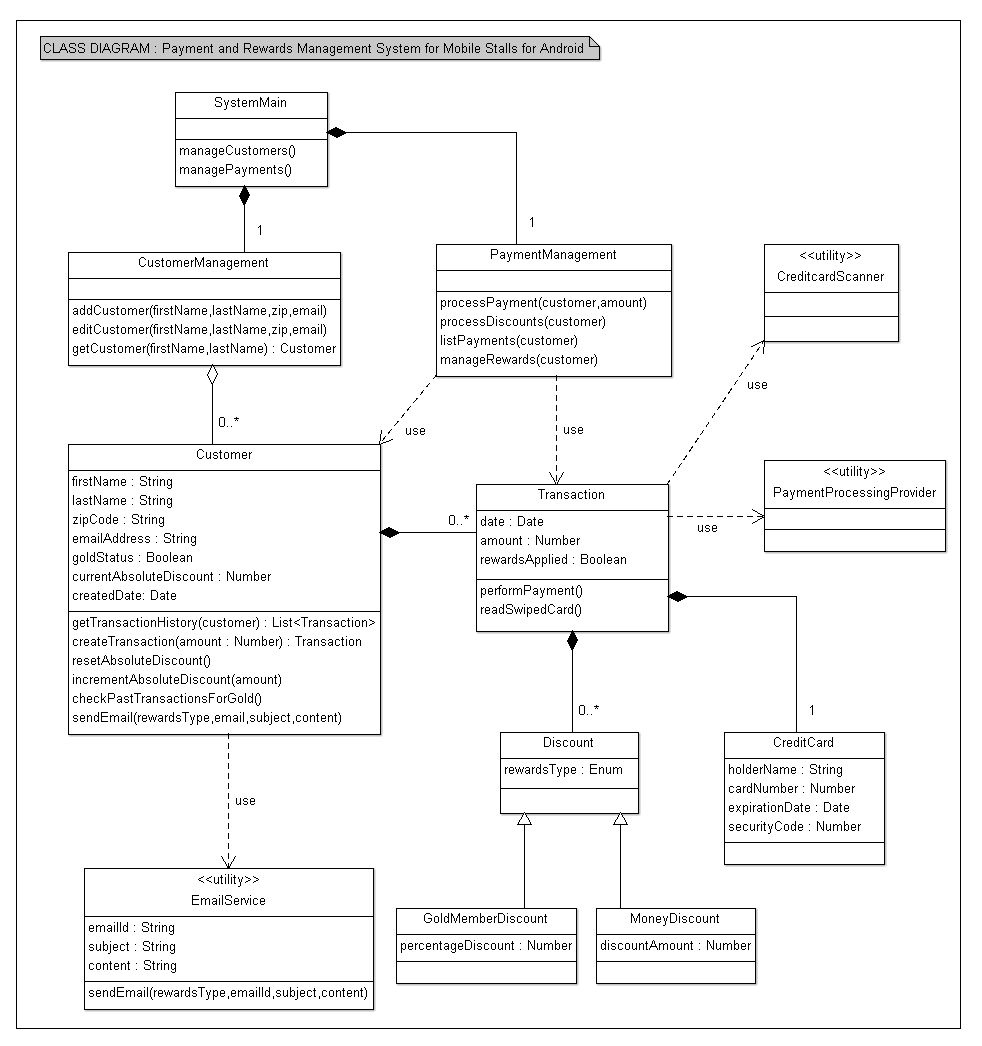 CLASS DIAGRAM : Payment and Rewards Management System for Mobile Stalls for Android
SystemMain
manageCustomers()
managePayments()
1
1
CustomerManagement
addCustomer(firstName,lastName,zip,email)
editCustomer(firstName,lastName,zip,email)
getCustomer(firstName,lastName) : Customer
PaymentManagement
processPayment(customer,amount)
processDiscounts(customer)
listPayments(customer)
manageRewards(customer)
<<utility>>
CreditcardScanner
use
0..*
use
use
Customer
firstName : String
lastName : String
zipCode : String
emailAddress : String
goldStatus : Boolean
currentAbsoluteDiscount : Number
createdDate: Date
getTransactionHistory(customer) : List<Transaction>
createTransaction(amount : Number) : Transaction
resetAbsoluteDiscount()
incrementAbsoluteDiscount(amount)
checkPastTransactionsForGold()
sendEmail(rewardsType,email,subject,content)
0..*
Transaction
date : Date
amount : Number
rewardsApplied : Boolean
performPayment()
readSwipedCard()
<<utility>>
PaymentProcessingProvider
use
0..*
1
Discount
rewardsType : Enum
CreditCard
holderName : String
cardNumber : Number
expirationDate : Date
securityCode : Number
use
<<utility>>
EmailService
emailId : String
subject : String
content : String
sendEmail(rewardsType,emailId,subject,content)
GoldMemberDiscount
percentageDiscount : Number
MoneyDiscount
discountAmount : Number